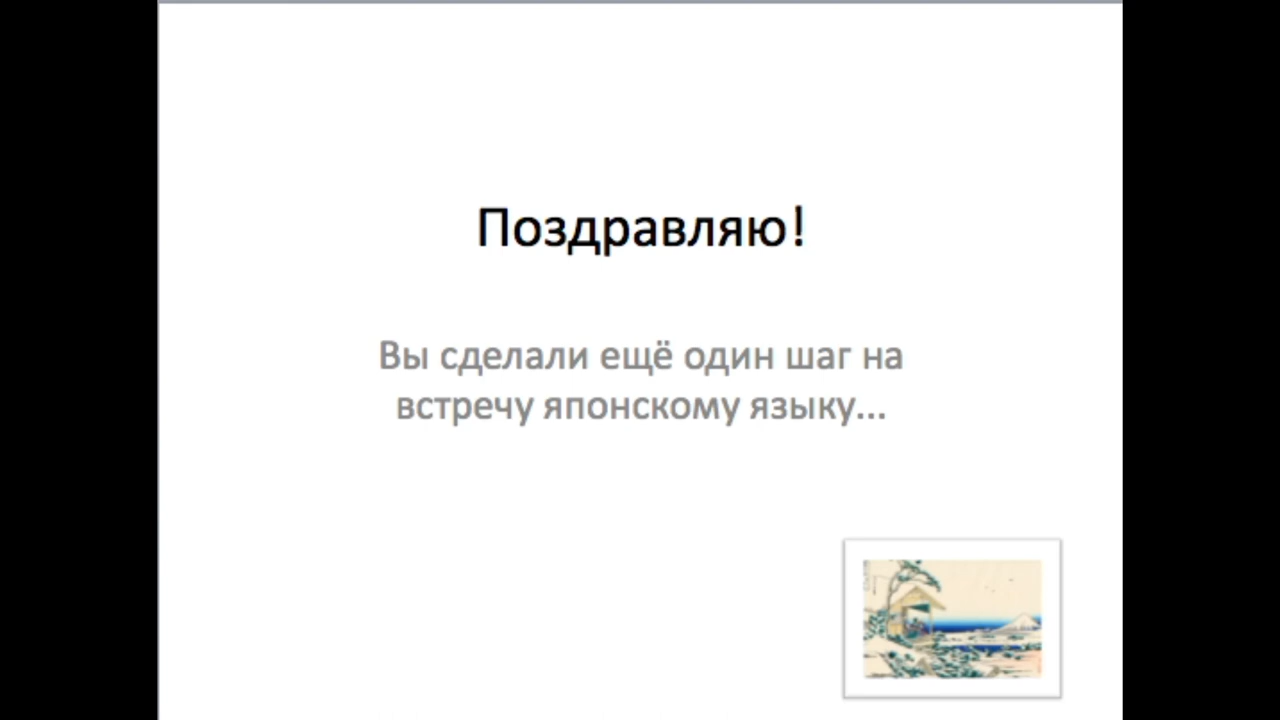 Поздравляю!
Вы сделали ещё один шаг на
встречу японскому языку...